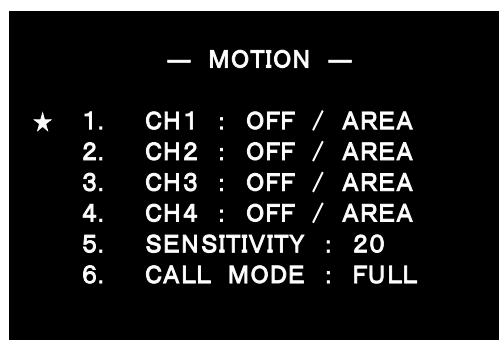 — MOTION —
★ 1. CH1 : OFF / AREA
2. CH2 : OFF / AREA
3. CH3 : OFF / AREA
4. CH4 : OFF / AREA
5. SENSITIVITY : 20
6. CALL MODE : FULL